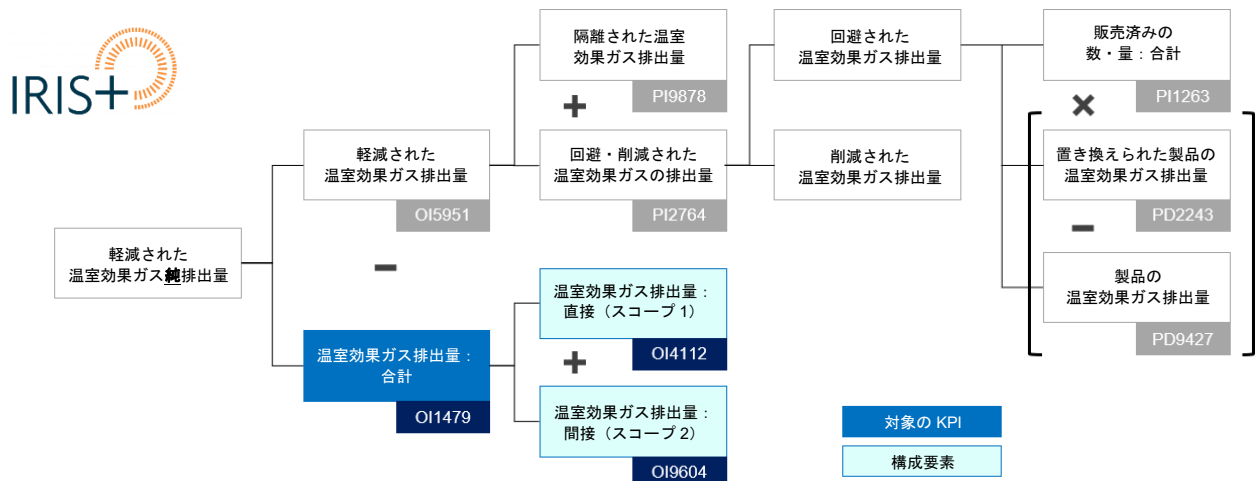 IRIS+
隔離された温室
効果ガス排出量
PI9878
回避された
温室効果ガス排出量
販売済みの
数・量：合計
PI1263
+
×
軽減された
温室効果ガス排出量
OI5951
回避・削減された
温室効果ガスの排出量
PI2764
削減された
温室効果ガス排出量
置き換えられた製品の
温室効果ガス排出量
PD2243
−
軽減された
温室効果ガス純排出量
−
製品の
温室効果ガス排出量
PD9427
温室効果ガス排出量：
直接（スコープ1）
OI4112
+
温室効果ガス排出量：
合計
OI1479
温室効果ガス排出量：
間接（スコープ2）
OI9604
対象の KPI
構成要素